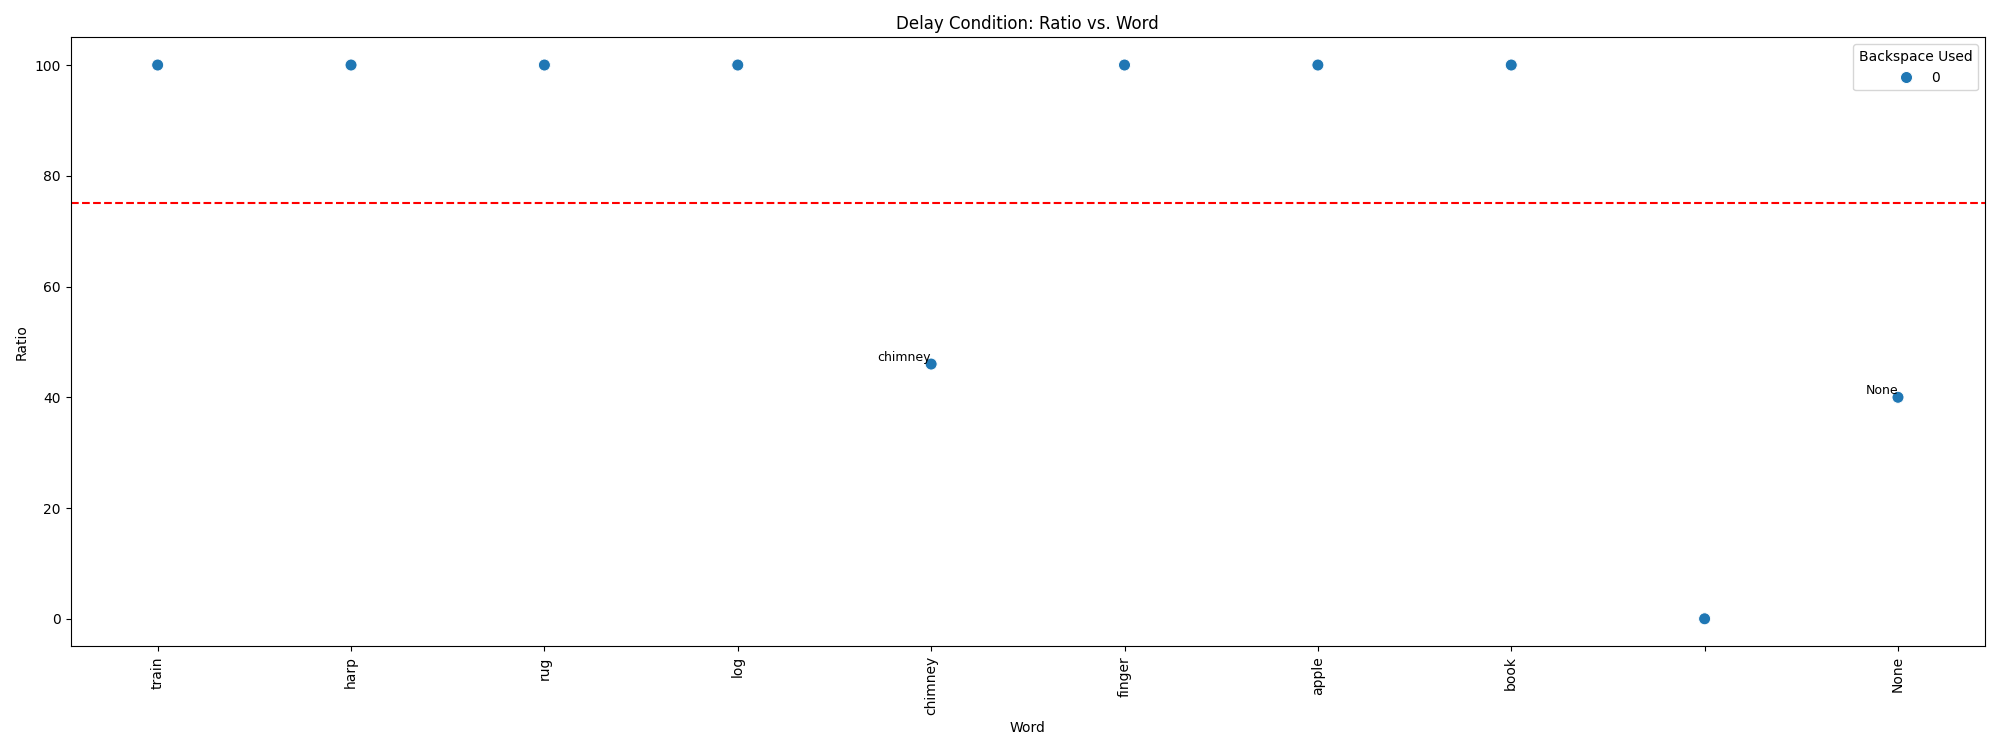 Delay Condition: Ratio vs. Word
Backspace Used
0
Ratio
100
80
60
40
20
0
chimney
None
train
harp
rug
log
chimney
finger
apple
book
None
Word